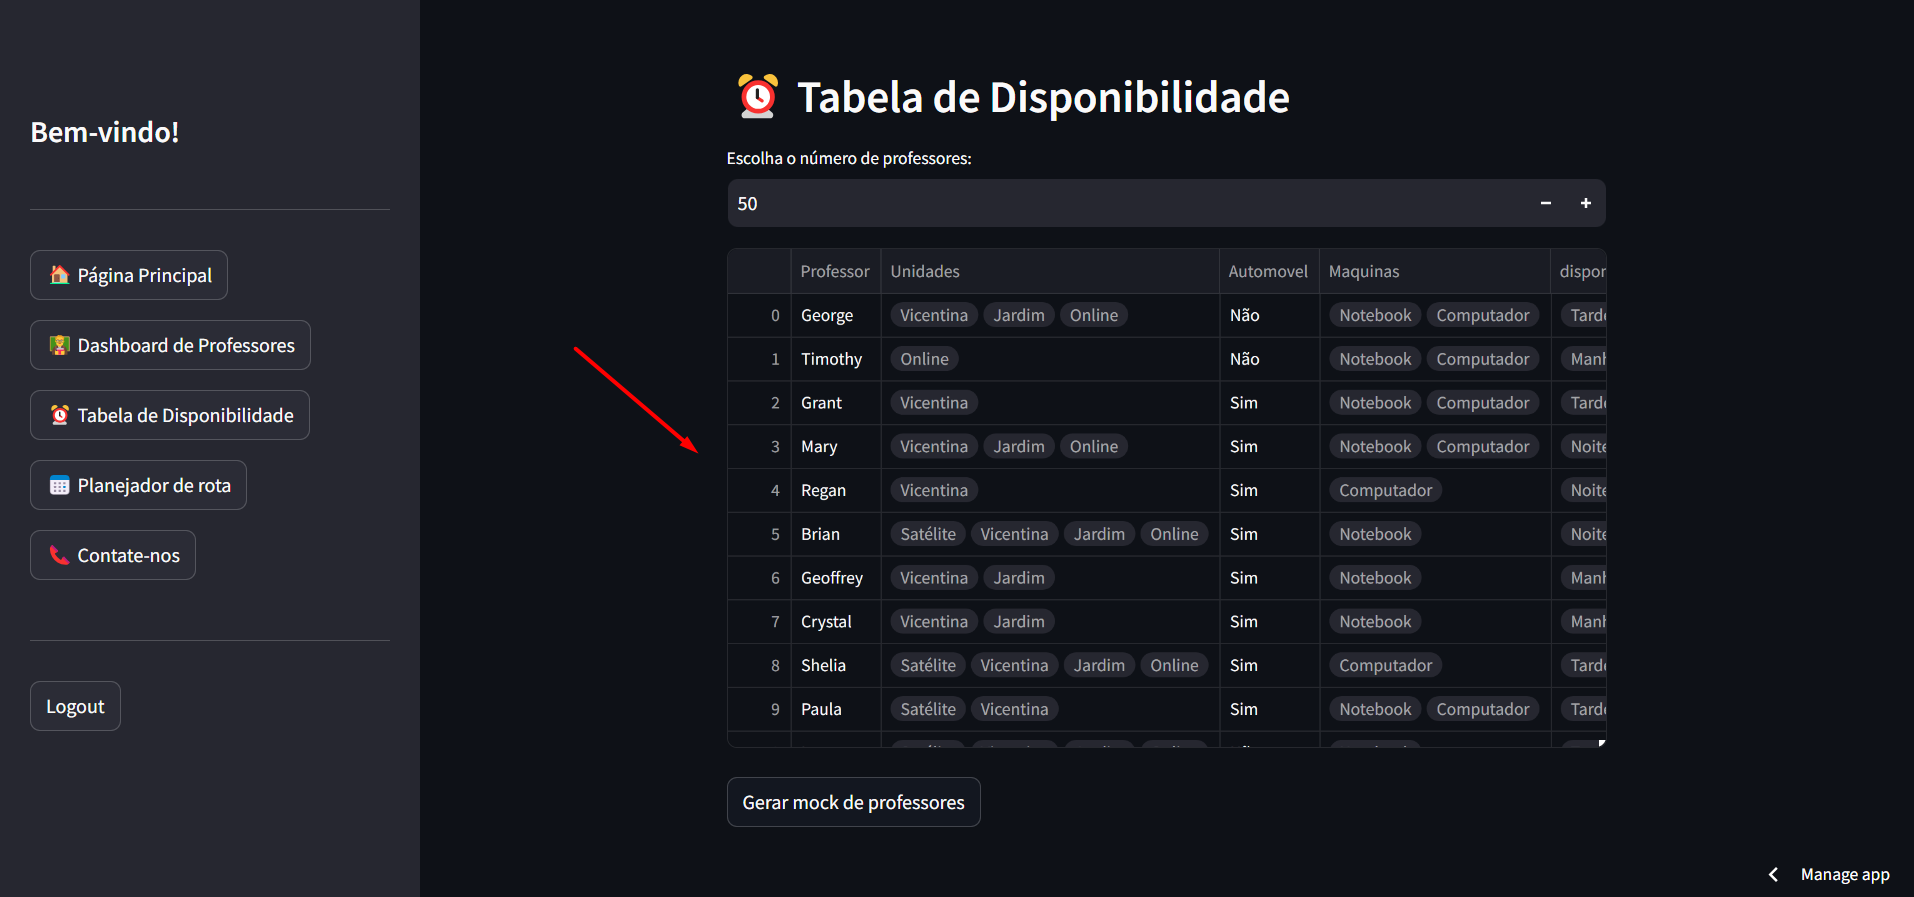 Bem-vindo!
Página Principal
Dashboard de Professores
Tabela de Disponibilidade
Planejador de rota
Contate-nos
Logout
Tabela de Disponibilidade
Escolha o número de professores:
50 − +
Professor Unidades Automovel Maquinas dispor
0 George Vicentina Jardim Online Não Notebook Computador Tard
1 Timothy Online Não Notebook Computador Manh
2 Grant Vicentina Sim Notebook Computador Tard
3 Mary Vicentina Jardim Online Sim Notebook Computador Noite
4 Regan Vicentina Sim Computador Noite
5 Brian Satélite Vicentina Jardim Online Sim Notebook Noite
6 Geoffrey Vicentina Jardim Sim Notebook Manh
7 Crystal Vicentina Jardim Sim Notebook Manh
8 Shelia Satélite Vicentina Jardim Online Sim Computador Tard
9 Paula Satélite Vicentina Sim Notebook Computador Tard
Gerar mock de professores
Manage app